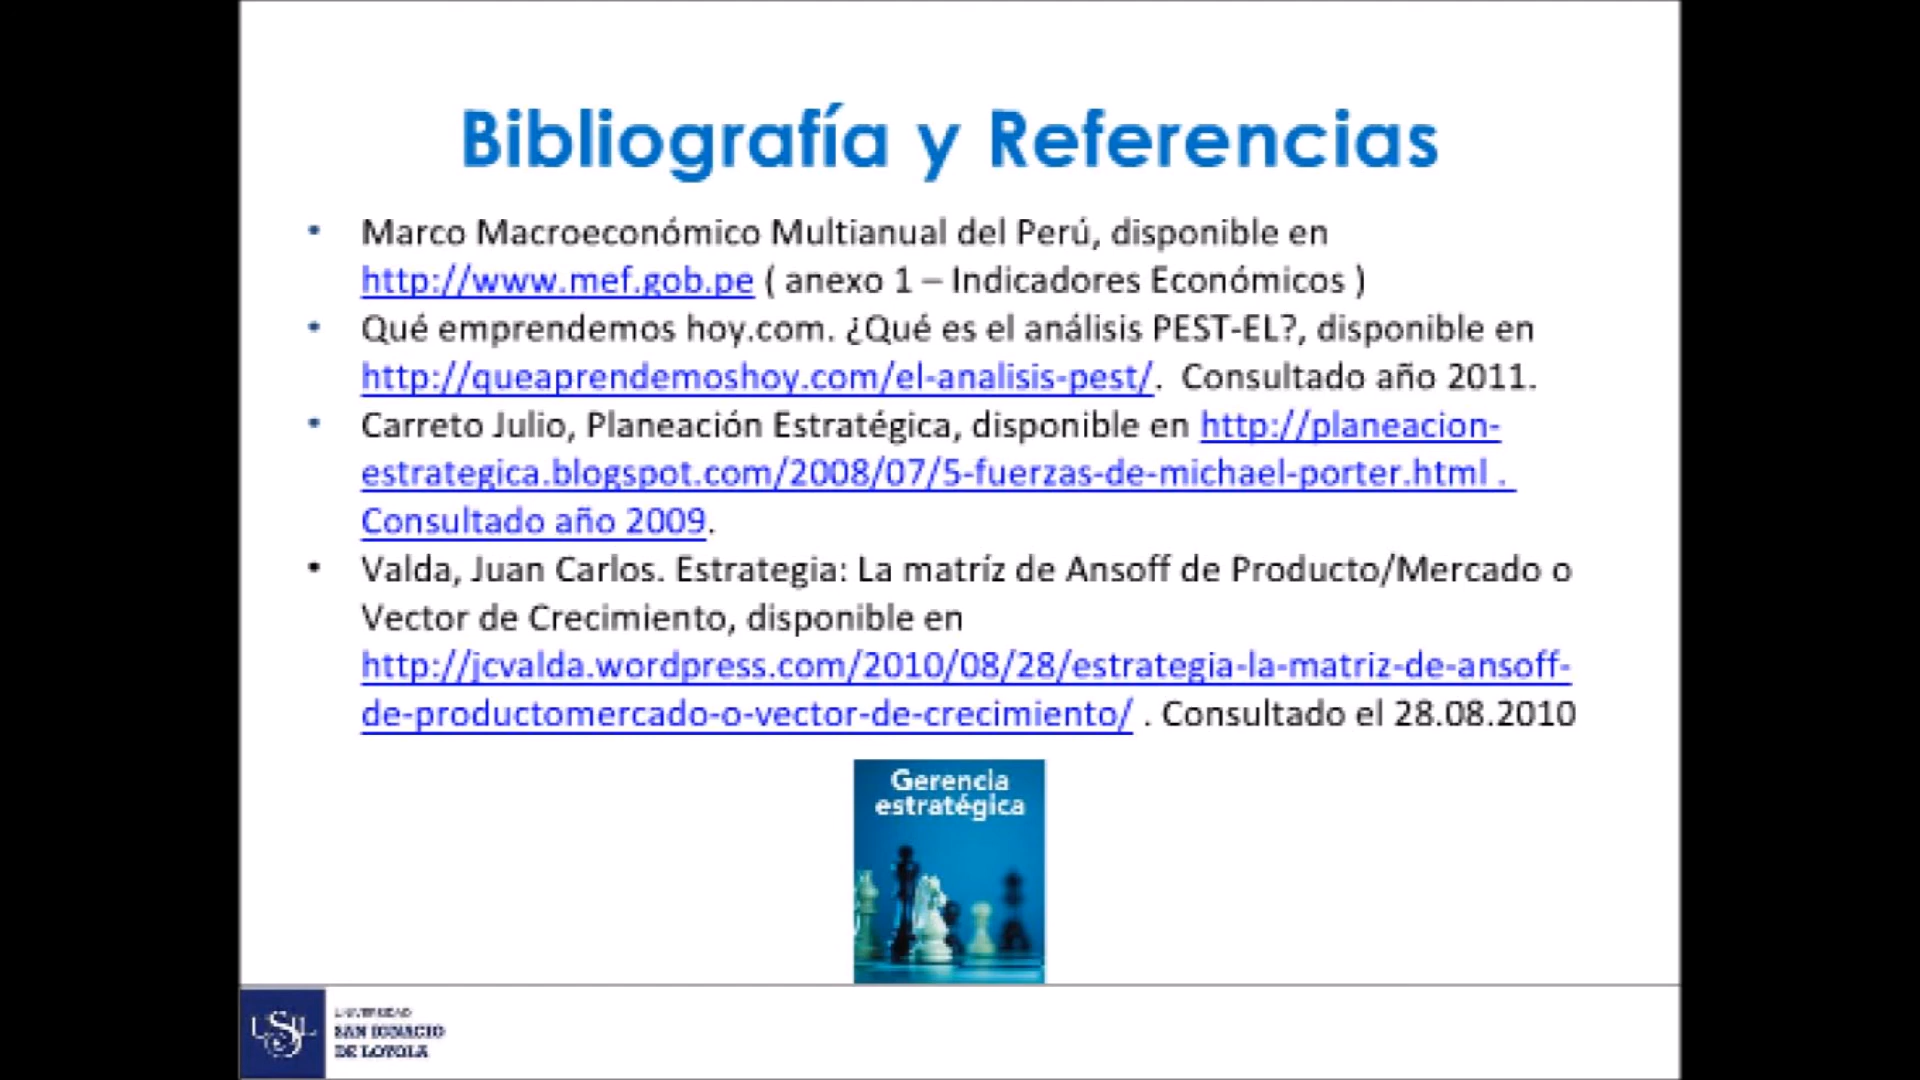 Bibliografía y Referencias
• Marco Macroeconómico Multianual del Perú, disponible en
http://www.mef.gob.pe ( anexo 1 – Indicadores Económicos )
• Qué emprendemos hoy.com. ¿Qué es el análisis PEST-EL?, disponible en
http://queaprendemoshoy.com/el-analisis-pest/. Consultado año 2011.
• Carreto Julio, Planeación Estratégica, disponible en http://planeacion-
estrategica.blogspot.com/2008/07/5-fuerzas-de-michael-porter.html .
Consultado año 2009.
• Valda, Juan Carlos. Estrategia: La matríz de Ansoff de Producto/Mercado o
Vector de Crecimiento, disponible en
http://jcvalda.wordpress.com/2010/08/28/estrategia-la-matriz-de-ansoff-
de-productomercado-o-vector-de-crecimiento/ . Consultado el 28.08.2010
Gerencia
estratégica
USIL
UNIVERSIDAD
SAN IGNACIO
DE LOYOLA